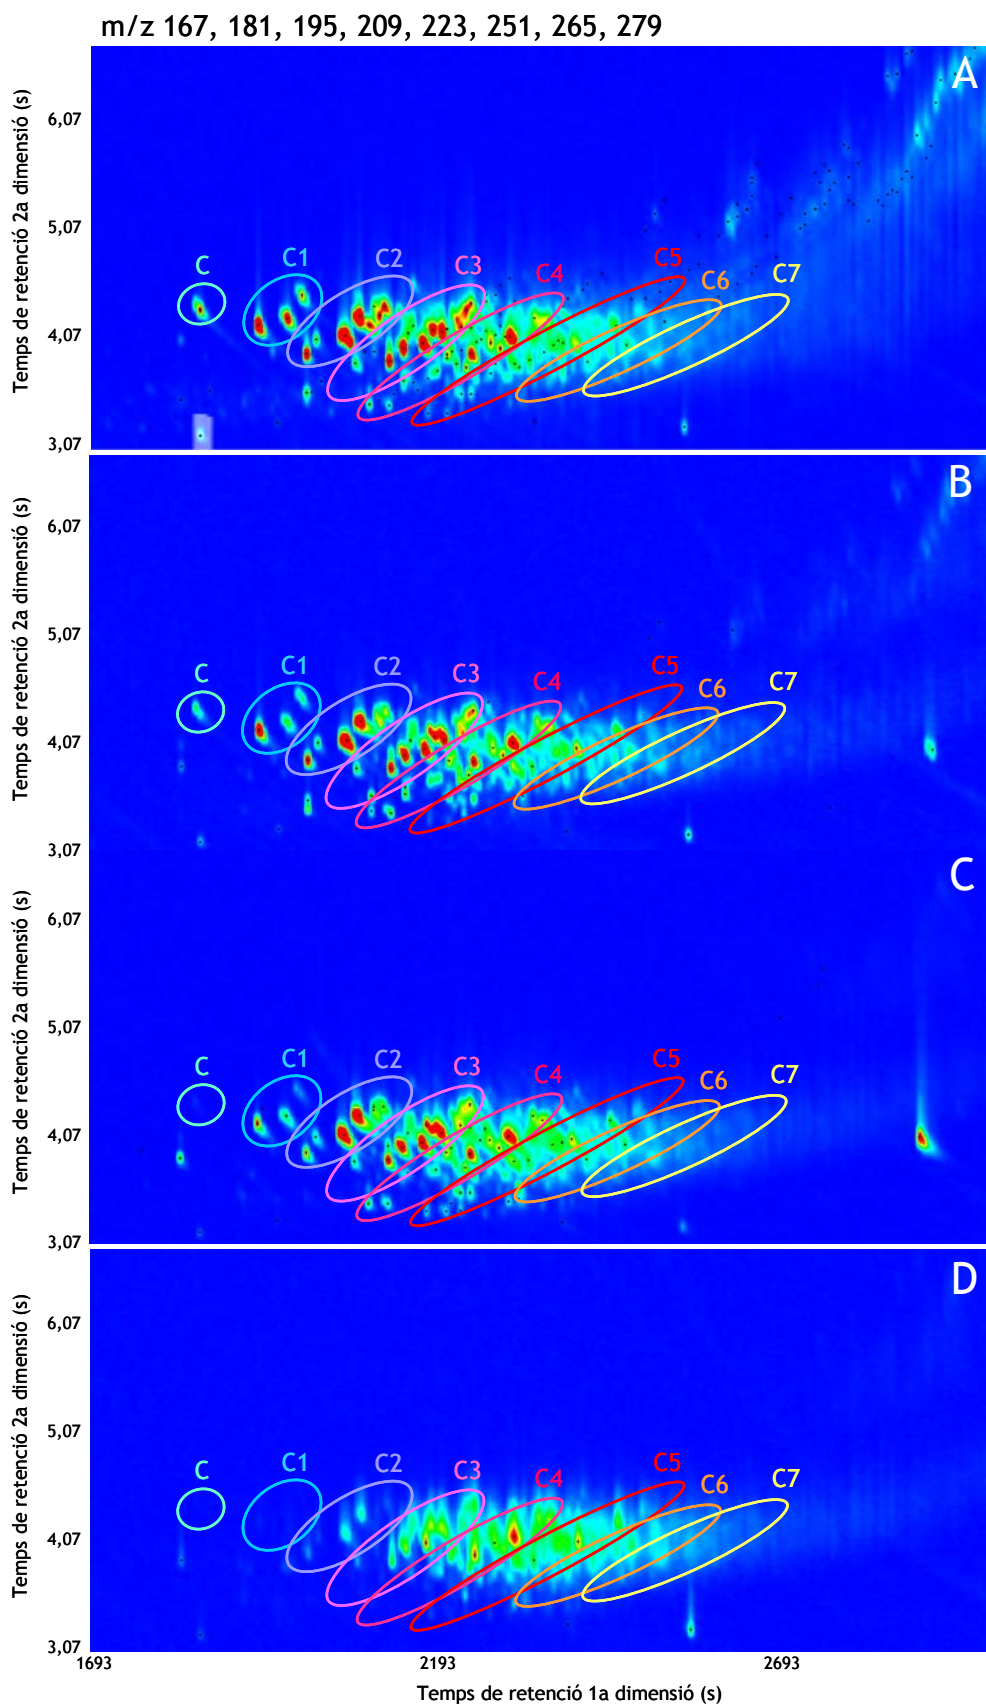 m/z 167, 181, 195, 209, 223, 251, 265, 279
A
Temps de retenció 2a dimensió (s)
6,07
5,07
4,07
3,07
C
C1
C2
C3
C4
C5
C6
C7
B
Temps de retenció 2a dimensió (s)
6,07
5,07
4,07
3,07
C
C1
C2
C3
C4
C5
C6
C7
C
Temps de retenció 2a dimensió (s)
6,07
5,07
4,07
3,07
C
C1
C2
C3
C4
C5
C6
C7
D
Temps de retenció 2a dimensió (s)
6,07
5,07
4,07
3,07
C
C1
C2
C3
C4
C5
C6
C7
1693
2193
2693
Temps de retenció 1a dimensió (s)